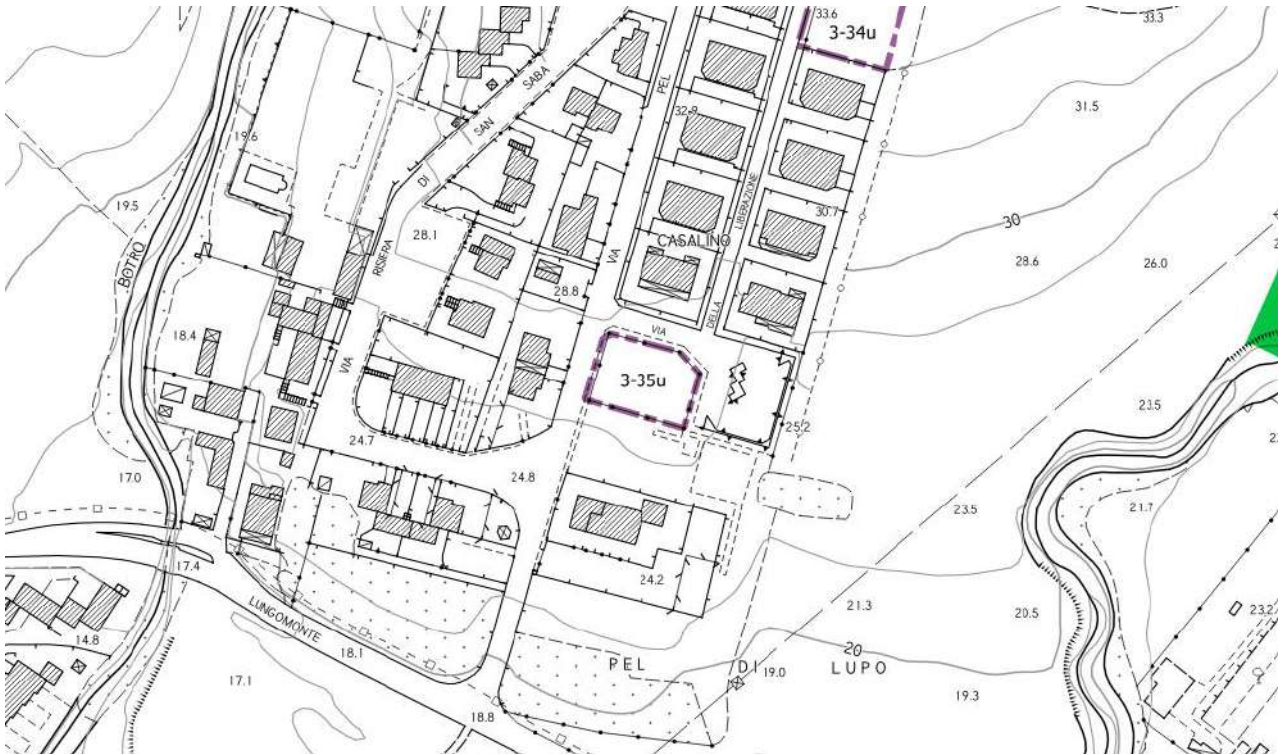 33.6
3-34u
33.3
SABA
SAN
DI
PEL
32.9
31.5
19.6
LIBERAZIONE
30.7
30
19.5
BOTRO
28.1
RISIERA
VIA
CASALINO
28.6
26.0
28.8
18.4
VIA
DELLA
VIA
3-35u
24.7
25.2
23.5
17.0
24.8
23.5
21.7
17.4
24.2
LUNGOMONTE
21.3
20.5
23.2
14.8
18.1
20
PEL DI LUPO
19.0
17.1
19.3
18.8